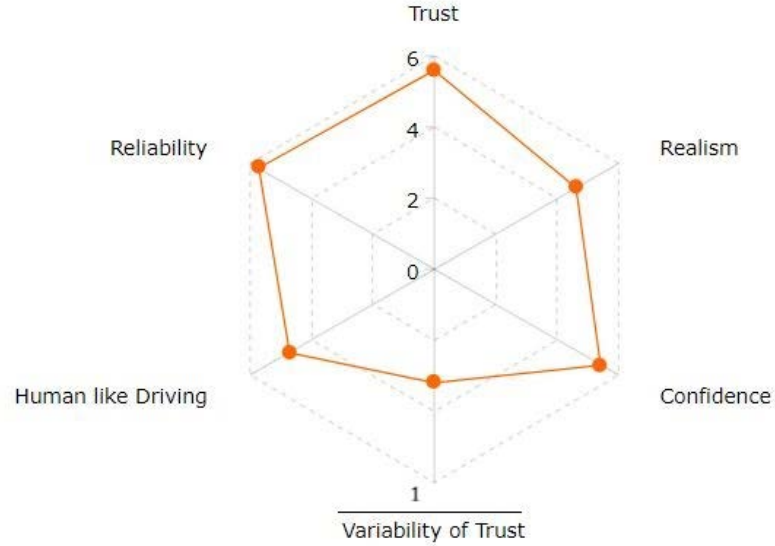 Trust
6
Reliability
Realism
4
2
0
Human like Driving
Confidence
1
Variability of Trust